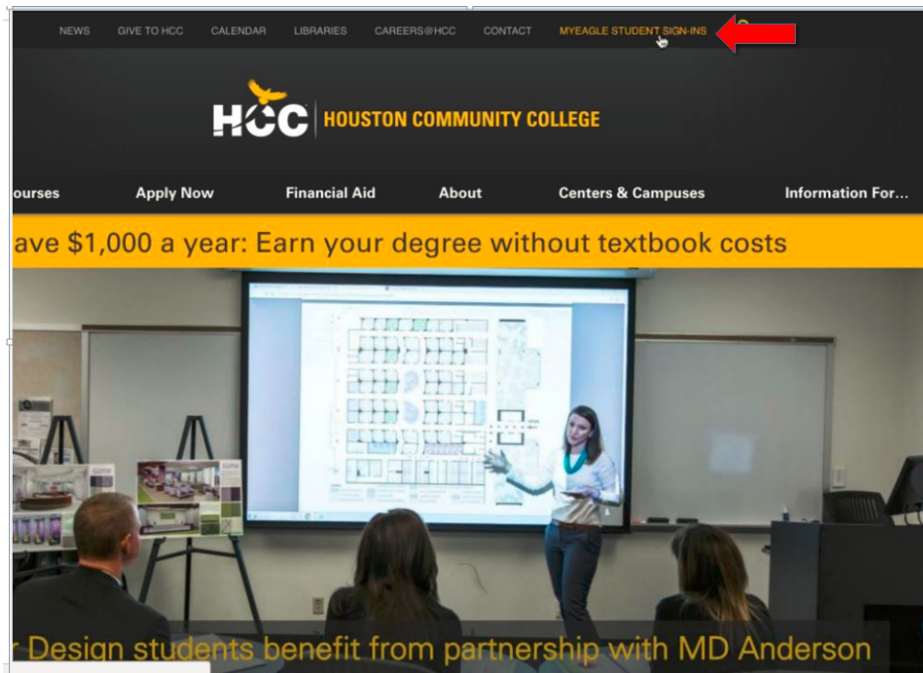 NEWS GIVE TO HCC CALENDAR LIBRARIES CAREERS@HCC CONTACT MYEAGLE STUDENT SIGN-INS
HCC HOUSTON COMMUNITY COLLEGE
ourses Apply Now Financial Aid About Centers & Campuses Information For...
ave $1,000 a year: Earn your degree without textbook costs
r Design students benefit from partnership with MD Anderson